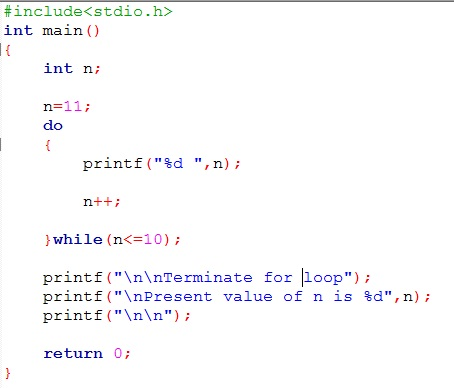 #include<stdio.h>
int main()
{
int n;
n=11;
do
{
printf("%d ",n);
n++;
}while(n<=10);
printf("\n\nTerminate for loop");
printf("\nPresent value of n is %d",n);
printf("\n\n");
return 0;
}